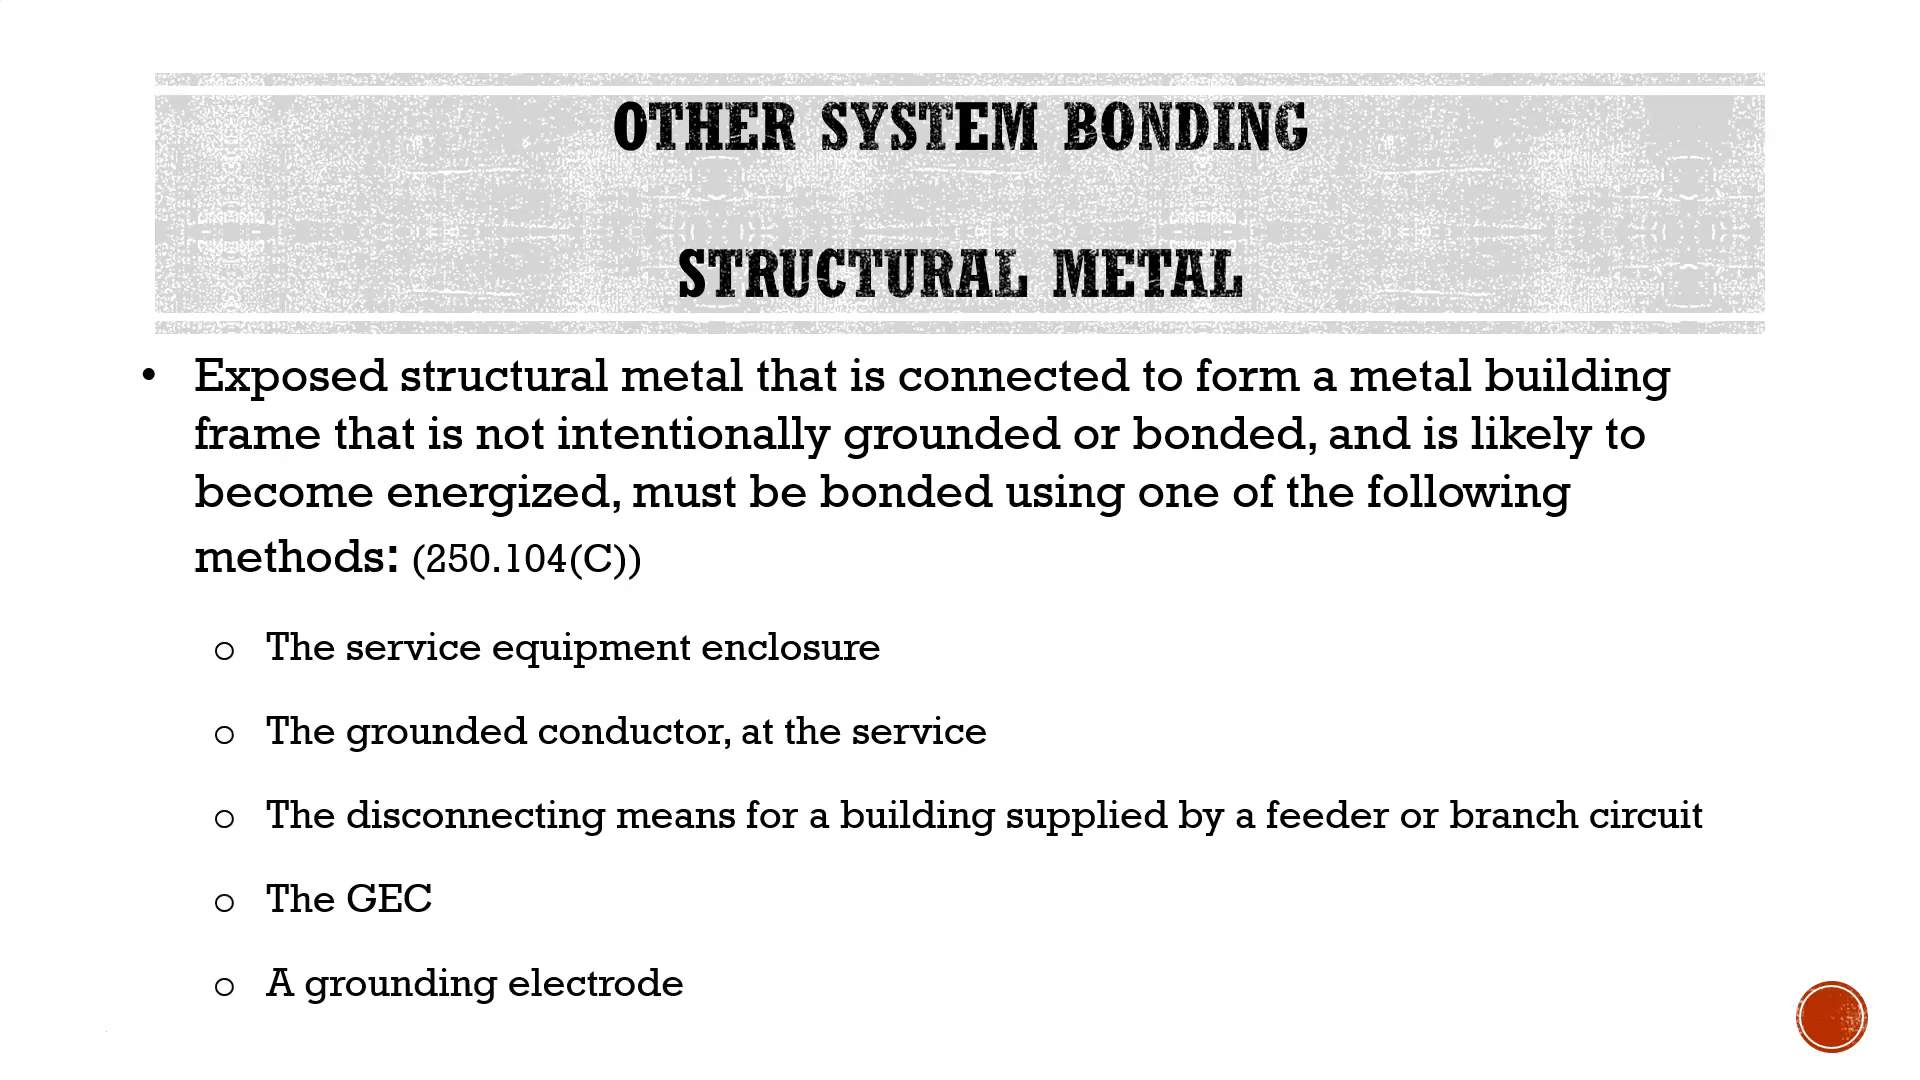 OTHER SYSTEM BONDING
STRUCTURAL METAL
• Exposed structural metal that is connected to form a metal building
frame that is not intentionally grounded or bonded, and is likely to
become energized, must be bonded using one of the following
methods: (250.104(C))
o The service equipment enclosure
o The grounded conductor, at the service
o The disconnecting means for a building supplied by a feeder or branch circuit
o The GEC
o A grounding electrode